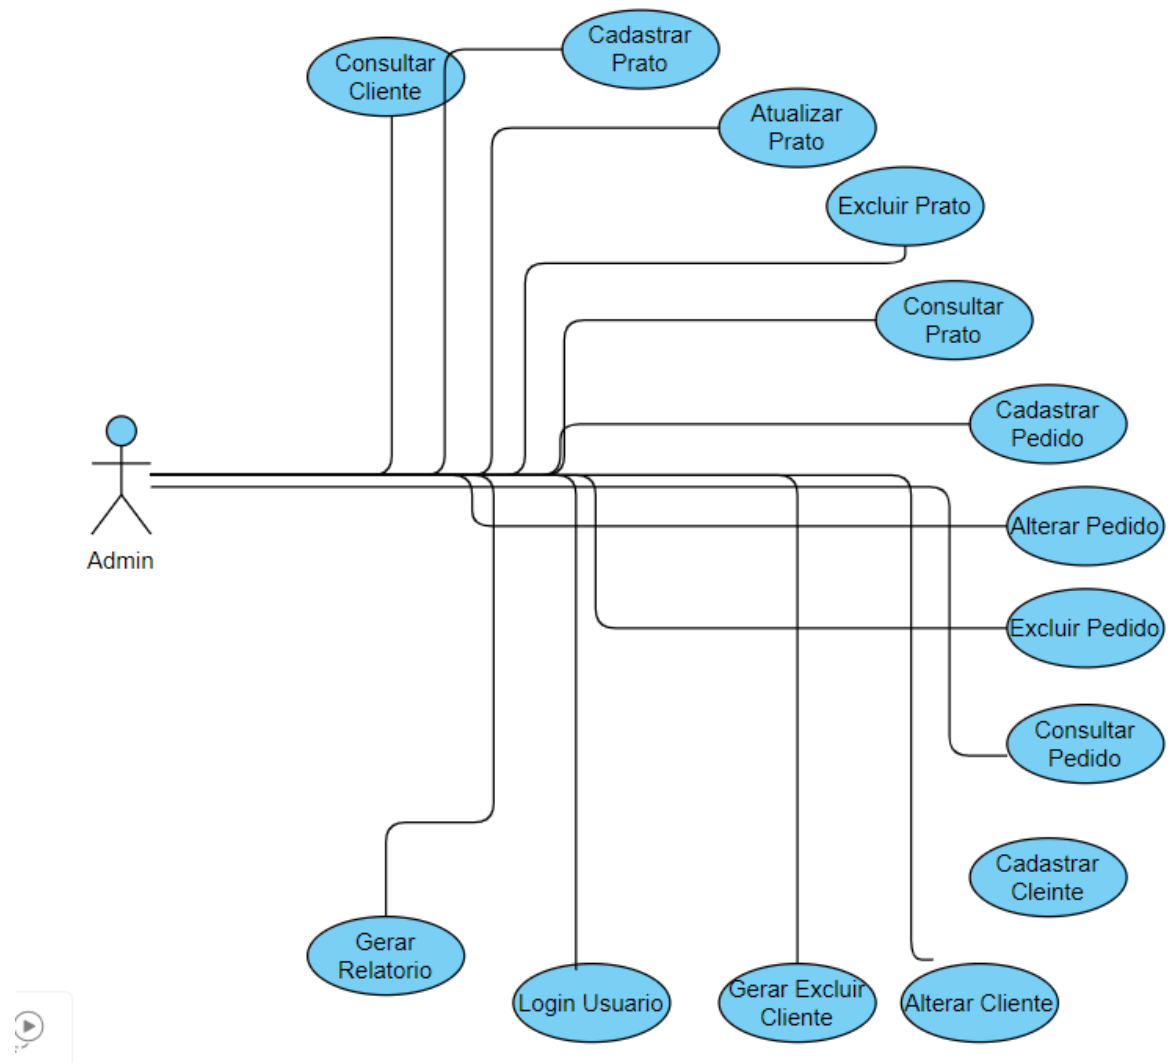 Cadastrar
Prato
Consultar
Cliente
Atualizar
Prato
Excluir Prato
Consultar
Prato
Cadastrar
Pedido
Alterar Pedido
Admin
Excluir Pedido
Consultar
Pedido
Cadastrar
Cleinte
Gerar
Relatorio
Login Usuario
Gerar Excluir
Cliente
Alterar Cliente